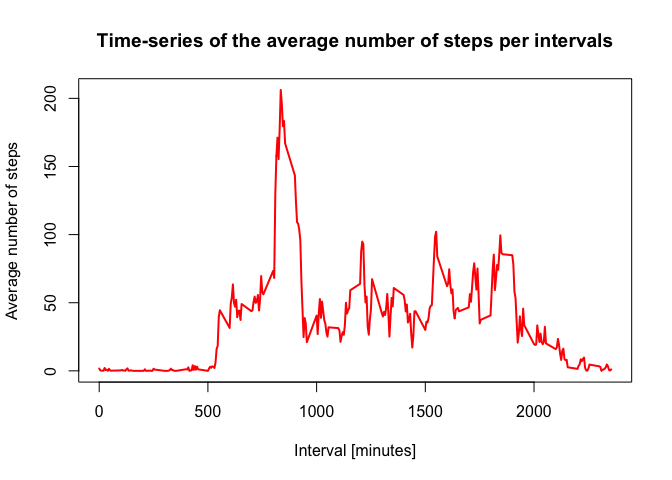 Time-series of the average number of steps per intervals
Average number of steps
200
150
100
50
0
0 500 1000 1500 2000
Interval [minutes]